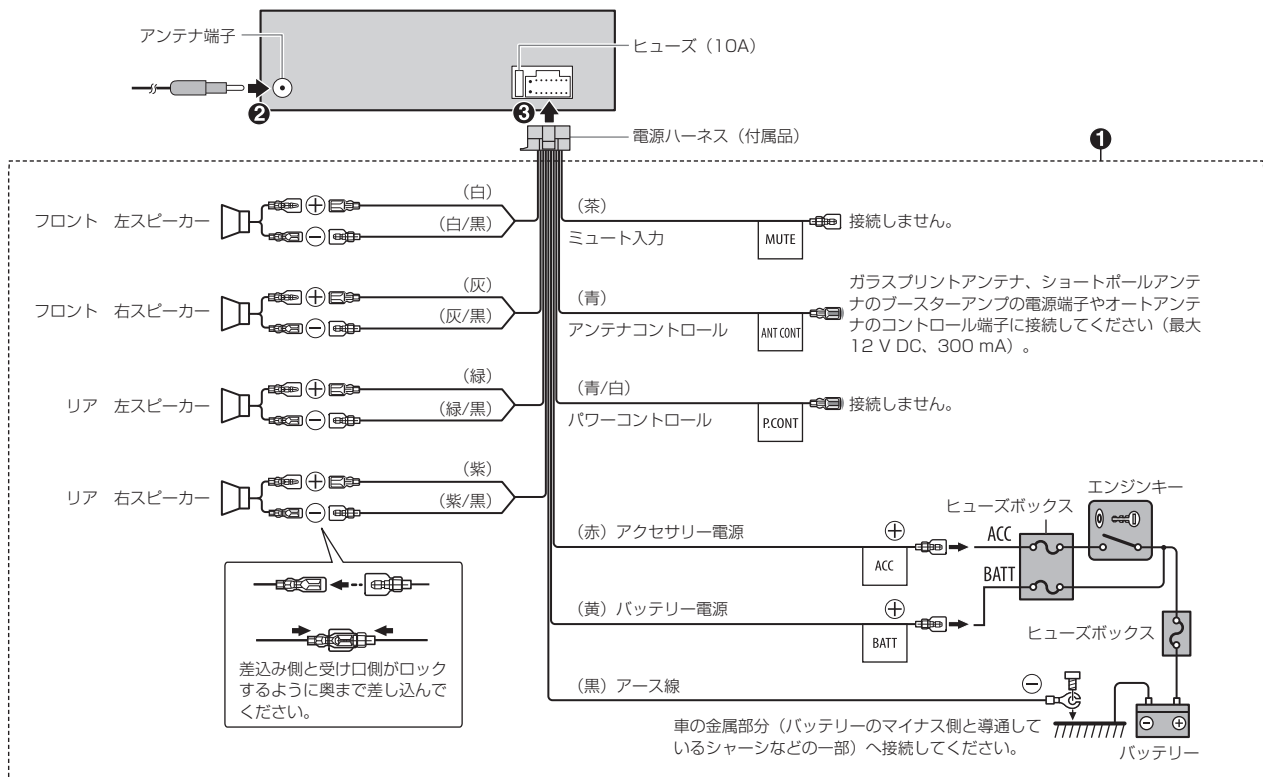 アンテナ端子
ヒューズ（10A）
❷
❸
電源ハーネス（付属品）
❶
フロント　左スピーカー
（白）
（白/黒）
フロント　右スピーカー
（灰）
（灰/黒）
リア　左スピーカー
（緑）
（緑/黒）
リア　右スピーカー
（紫）
（紫/黒）
差込み側と受け口側がロック
するように奥まで差し込んで
ください。
（茶）
ミュート入力
MUTE
接続しません。
（青）
アンテナコントロール
ANT CONT
ガラスプリントアンテナ、ショートポールアンテ
ナのブースターアンプの電源端子やオートアンテ
ナのコントロール端子に接続してください（最大
12 V DC、300 mA）。
（青/白）
パワーコントロール
P.CONT
接続しません。
（赤）アクセサリー電源
ACC
ACC
ヒューズボックス
エンジンキー
BATT
（黄）バッテリー電源
BATT
ヒューズボックス
（黒）アース線
車の金属部分（バッテリーのマイナス側と導通して
いるシャーシなどの一部）へ接続してください。
バッテリー